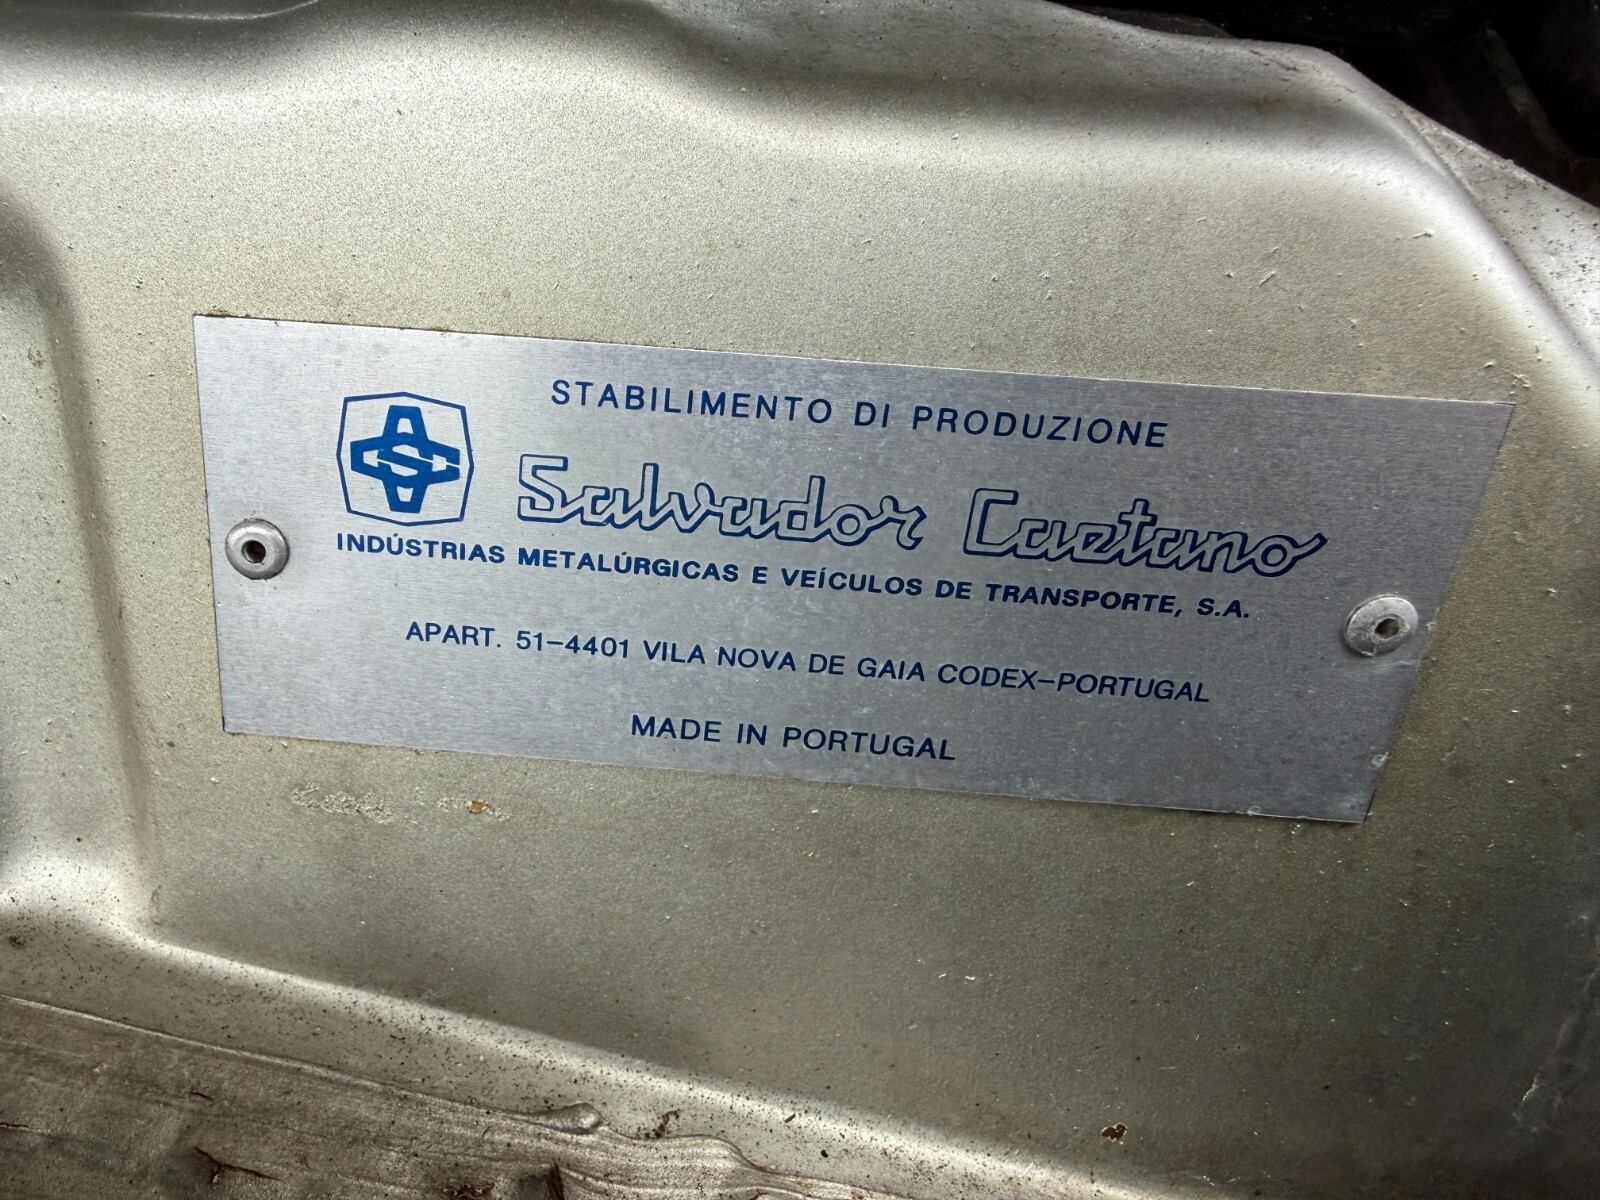 STABILIMENTO DI PRODUZIONE
Salvador Caetano
INDÚSTRIAS METALÚRGICAS E VEÍCULOS DE TRANSPORTE, S.A.
APART. 51-4401 VILA NOVA DE GAIA CODEX-PORTUGAL
MADE IN PORTUGAL